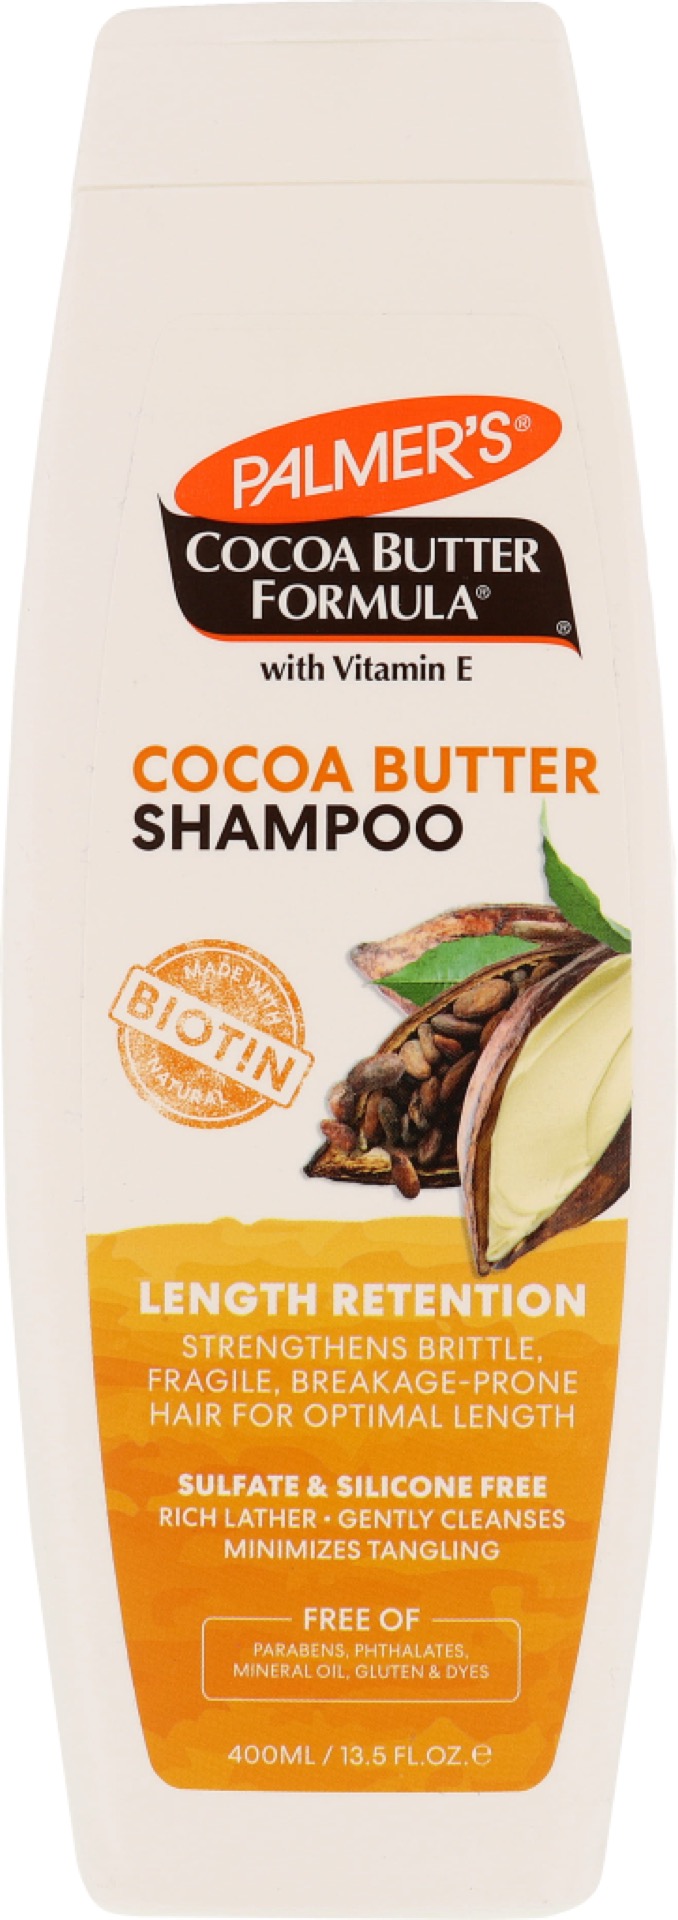 PALMER'S®
COCOA BUTTER
FORMULA®
®
with Vitamin E
COCOA BUTTER
SHAMPOO
MADE WITH
BIOTIN
NATURAL
LENGTH RETENTION
STRENGTHENS BRITTLE,
FRAGILE, BREAKAGE-PRONE
HAIR FOR OPTIMAL LENGTH
SULFATE & SILICONE FREE
RICH LATHER • GENTLY CLEANSES
MINIMIZES TANGLING
FREE OF
PARABENS, PHTHALATES,
MINERAL OIL, GLUTEN & DYES
400ML / 13.5 FL.OZ.℮